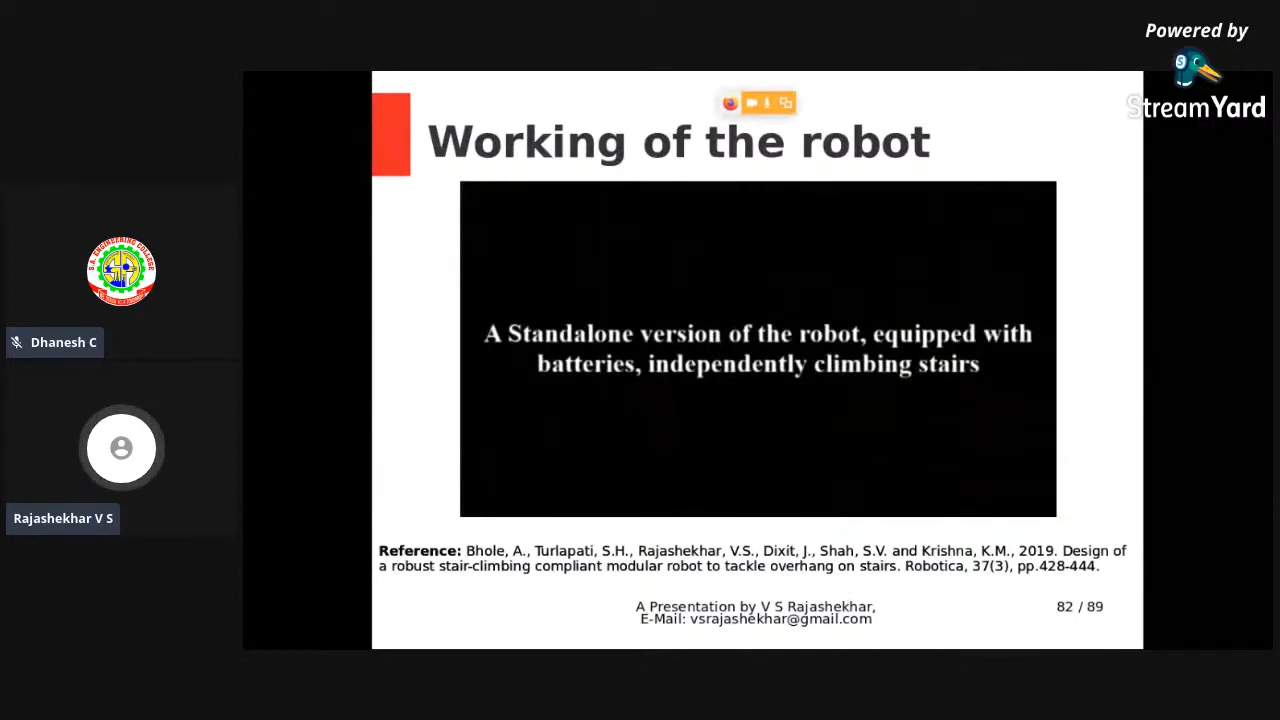 Powered by
StreamYard
Working of the robot
A Standalone version of the robot, equipped with
batteries, independently climbing stairs
S.A. ENGINEERING COLLEGE
Dhanesh C
Rajashekhar V S
Reference: Bhole, A., Turlapati, S.H., Rajashekhar, V.S., Dixit, J., Shah, S.V. and Krishna, K.M., 2019. Design of
a robust stair-climbing compliant modular robot to tackle overhang on stairs. Robotica, 37(3), pp.428-444.
A Presentation by V S Rajashekhar,
E-Mail: vsrajashekhar@gmail.com
82 / 89